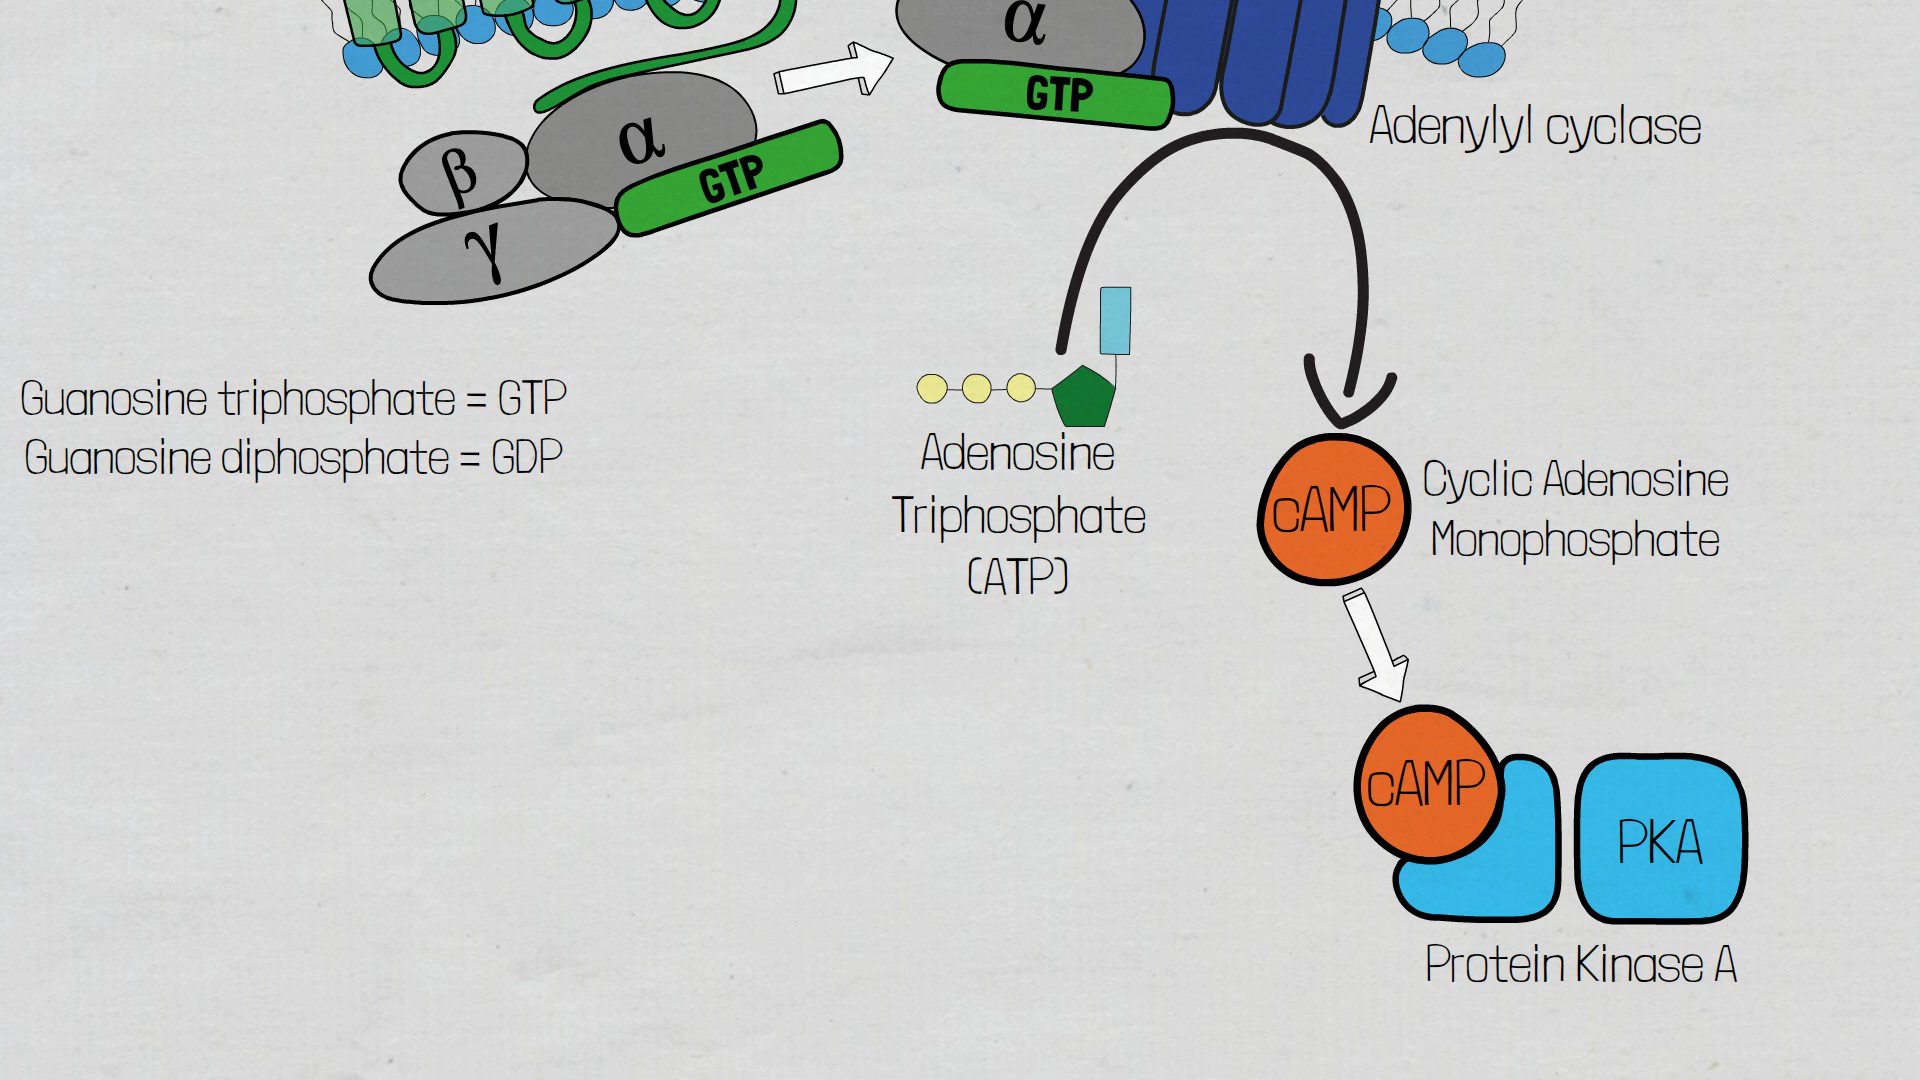 α
GTP
Adenylyl cyclase
α
β
GTP
γ
Guanosine triphosphate = GTP
Guanosine diphosphate = GDP
Adenosine
Triphosphate
(ATP)
cAMP
Cyclic Adenosine
Monophosphate
cAMP
PKA
Protein Kinase A